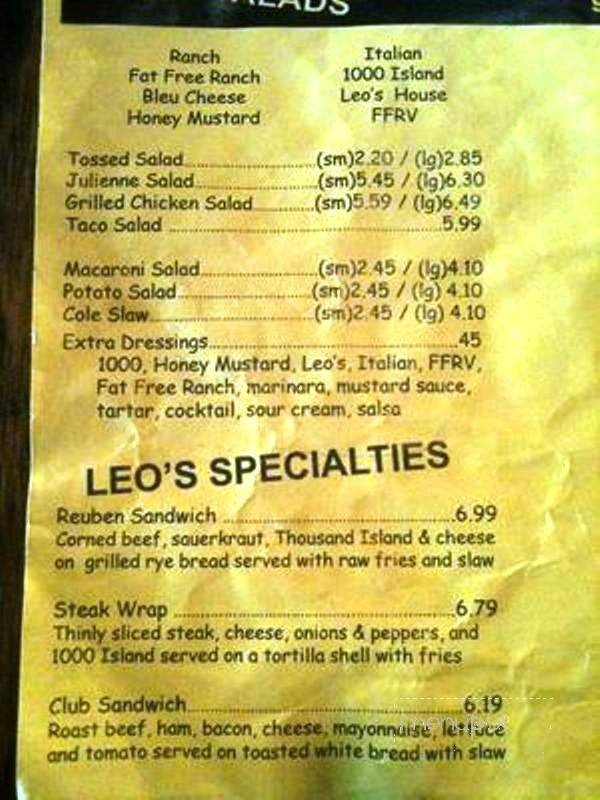 Ranch
Fat Free Ranch
Bleu Cheese
Honey Mustard
Italian
1000 Island
Leo's House
FFRV
Tossed Salad..............................(sm)2.20 / (lg)2.85
Julienne Salad............................(sm)5.45 / (lg)6.30
Grilled Chicken Salad..............(sm)5.59 / (lg)6.49
Taco Salad ..............................................................5.99
Macaroni Salad..........................(sm)2.45 / (lg)4.10
Potato Salad..............................(sm)2.45 / (lg) 4.10
Cole Slaw.....................................(sm)2.45 / (lg) 4.10
Extra Dressings.........................................................45
1000, Honey Mustard, Leo's, Italian, FFRV,
Fat Free Ranch, marinara, mustard sauce,
tartar, cocktail, sour cream, salsa
LEO'S SPECIALTIES
Reuben Sandwich .....................................................6.99
Corned beef, sauerkraut, Thousand Island & cheese
on grilled rye bread served with raw fries and slaw
Steak Wrap ................................................................6.79
Thinly sliced steak, cheese, onions & peppers, and
1000 Island served on a tortilla shell with fries
Club Sandwich...............................................................6.19
Roast beef, ham, bacon, cheese, mayonnaise, lettuce
and tomato served on toasted white bread with slaw